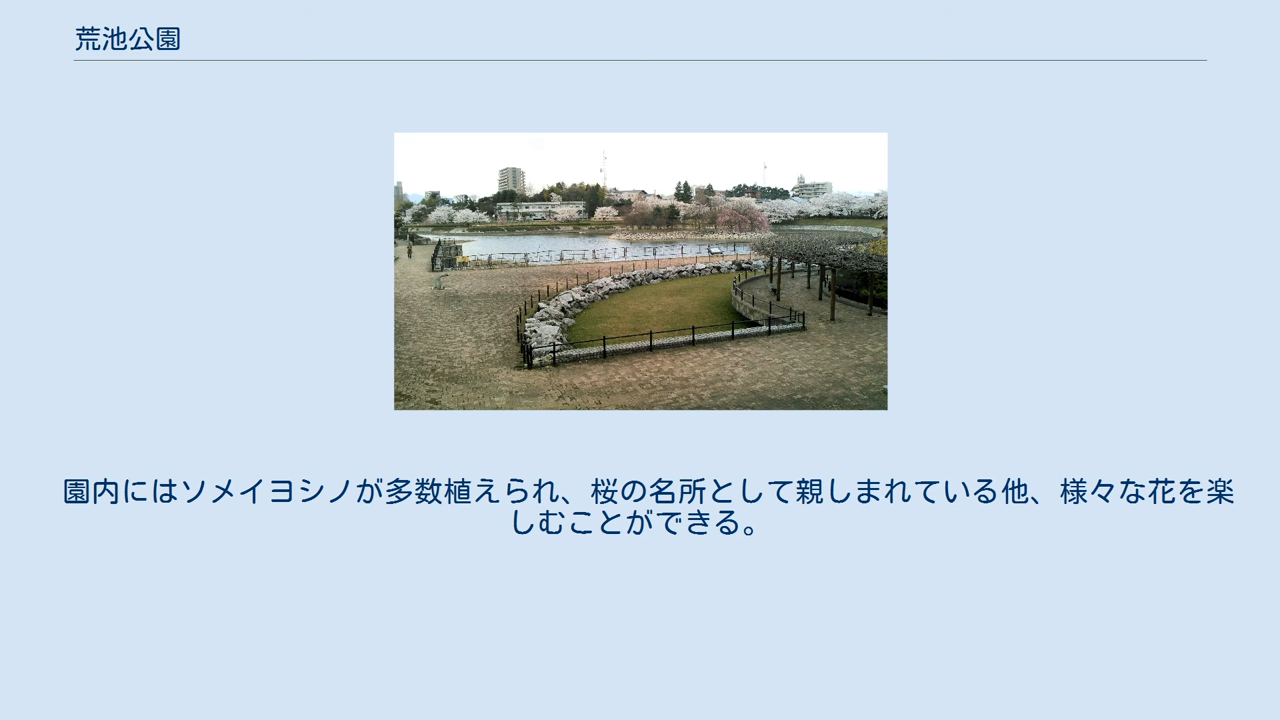 荒池公園
園内にはソメイヨシノが多数植えられ、桜の名所として親しまれている他、様々な花を楽
しむことができる。